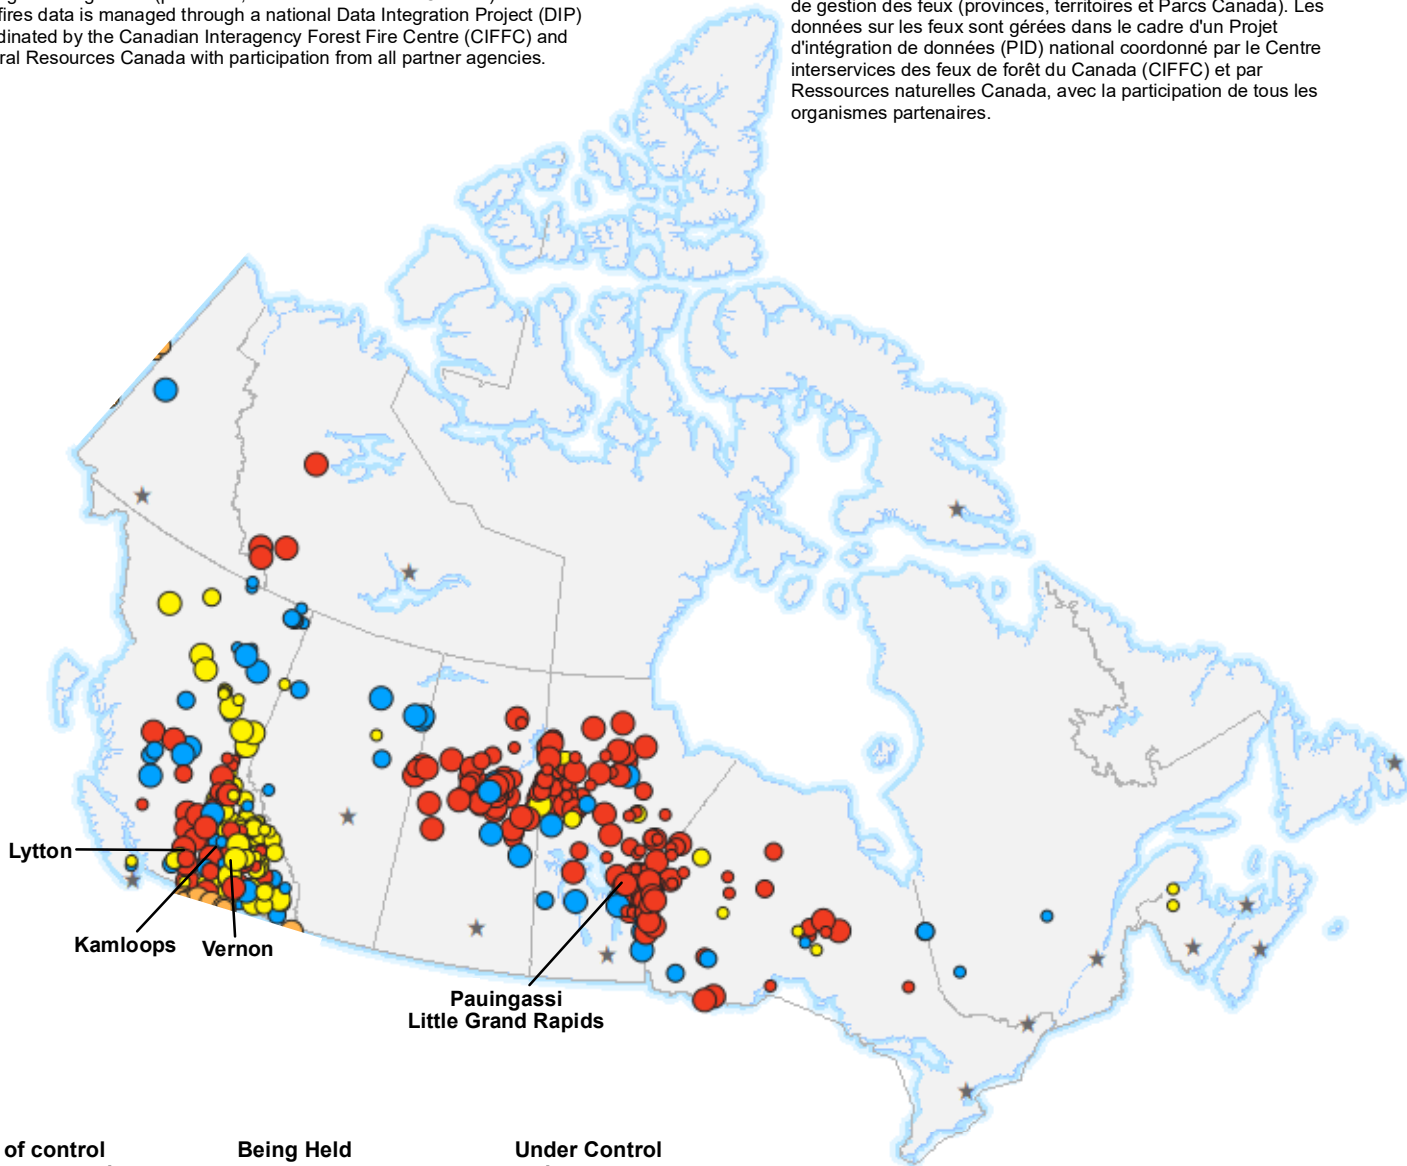 fires data is managed through a national Data Integration Project (DIP)
dinated by the Canadian Interagency Forest Fire Centre (CIFFC) and
ral Resources Canada with participation from all partner agencies.
de gestion des feux (provinces, territoires et Parcs Canada). Les
données sur les feux sont gérées dans le cadre d'un Projet
d'intégration de données (PID) national coordonné par le Centre
interservices des feux de forêt du Canada (CIFFC) et par
Ressources naturelles Canada, avec la participation de tous les
organismes partenaires.
Lytton
Kamloops
Vernon
Pauingassi
Little Grand Rapids
of control
Being Held
Under Control